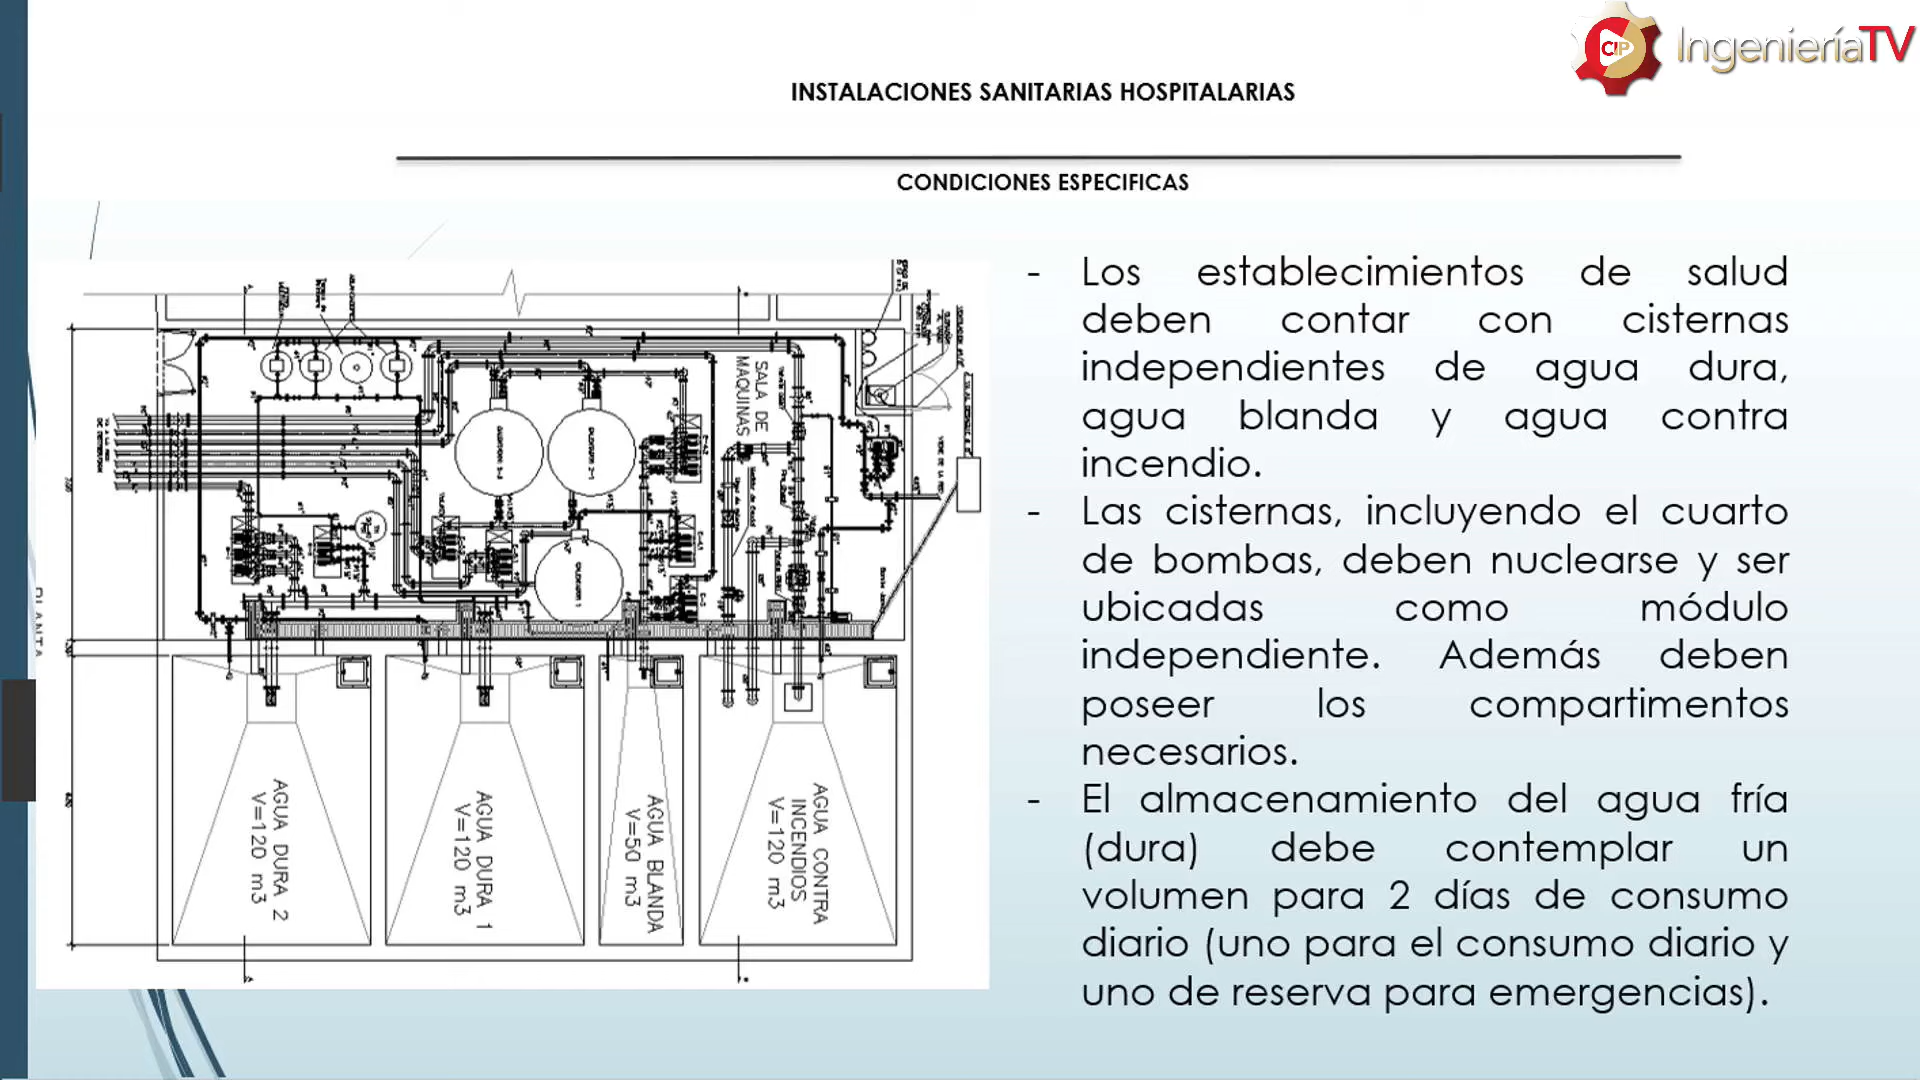 CIP IngenieríaTV
INSTALACIONES SANITARIAS HOSPITALARIAS
CONDICIONES ESPECIFICAS
SALA DE
MAQUINAS
PLANTA
AGUA DURA 2
V=120 m3
AGUA DURA 1
V=120 m3
AGUA BLANDA
V=50 m3
AGUA CONTRA
INCENDIOS
V=120 m3
- Los establecimientos de salud
deben contar con cisternas
independientes de agua dura,
agua blanda y agua contra
incendio.
- Las cisternas, incluyendo el cuarto
de bombas, deben nuclearse y ser
ubicadas como módulo
independiente. Además deben
poseer los compartimentos
necesarios.
- El almacenamiento del agua fría
(dura) debe contemplar un
volumen para 2 días de consumo
diario (uno para el consumo diario y
uno de reserva para emergencias).